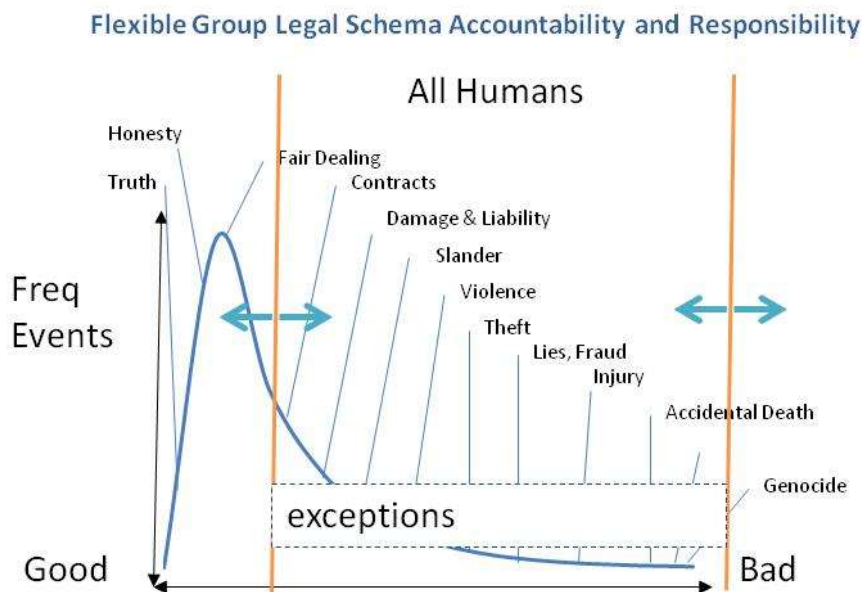 Flexible Group Legal Schema Accountability and Responsibility
All Humans
Honesty
Fair Dealing
Truth
Contracts
Damage & Liability
Slander
Freq
Events
Violence
Theft
Lies, Fraud
Injury
Accidental Death
Genocide
exceptions
Good
Bad